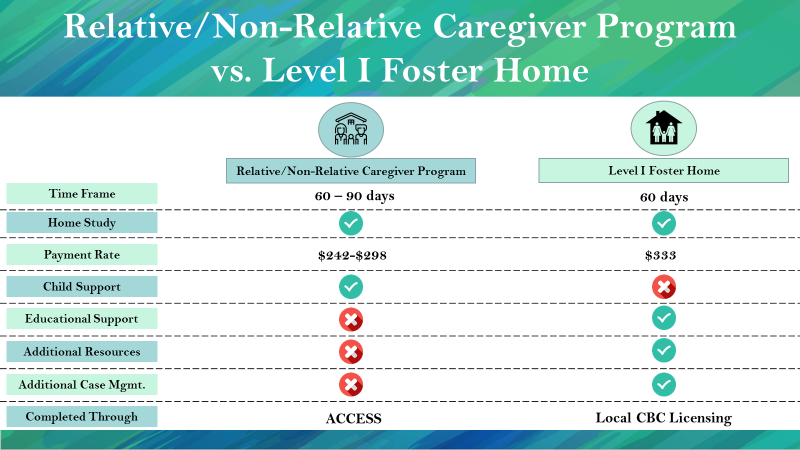 Relative/Non-Relative Caregiver Program
vs. Level I Foster Home
Relative/Non-Relative Caregiver Program
Level I Foster Home
Time Frame
60 – 90 days
60 days
Home Study
Payment Rate
$242-$298
$333
Child Support
Educational Support
Additional Resources
Additional Case Mgmt.
Completed Through
ACCESS
Local CBC Licensing